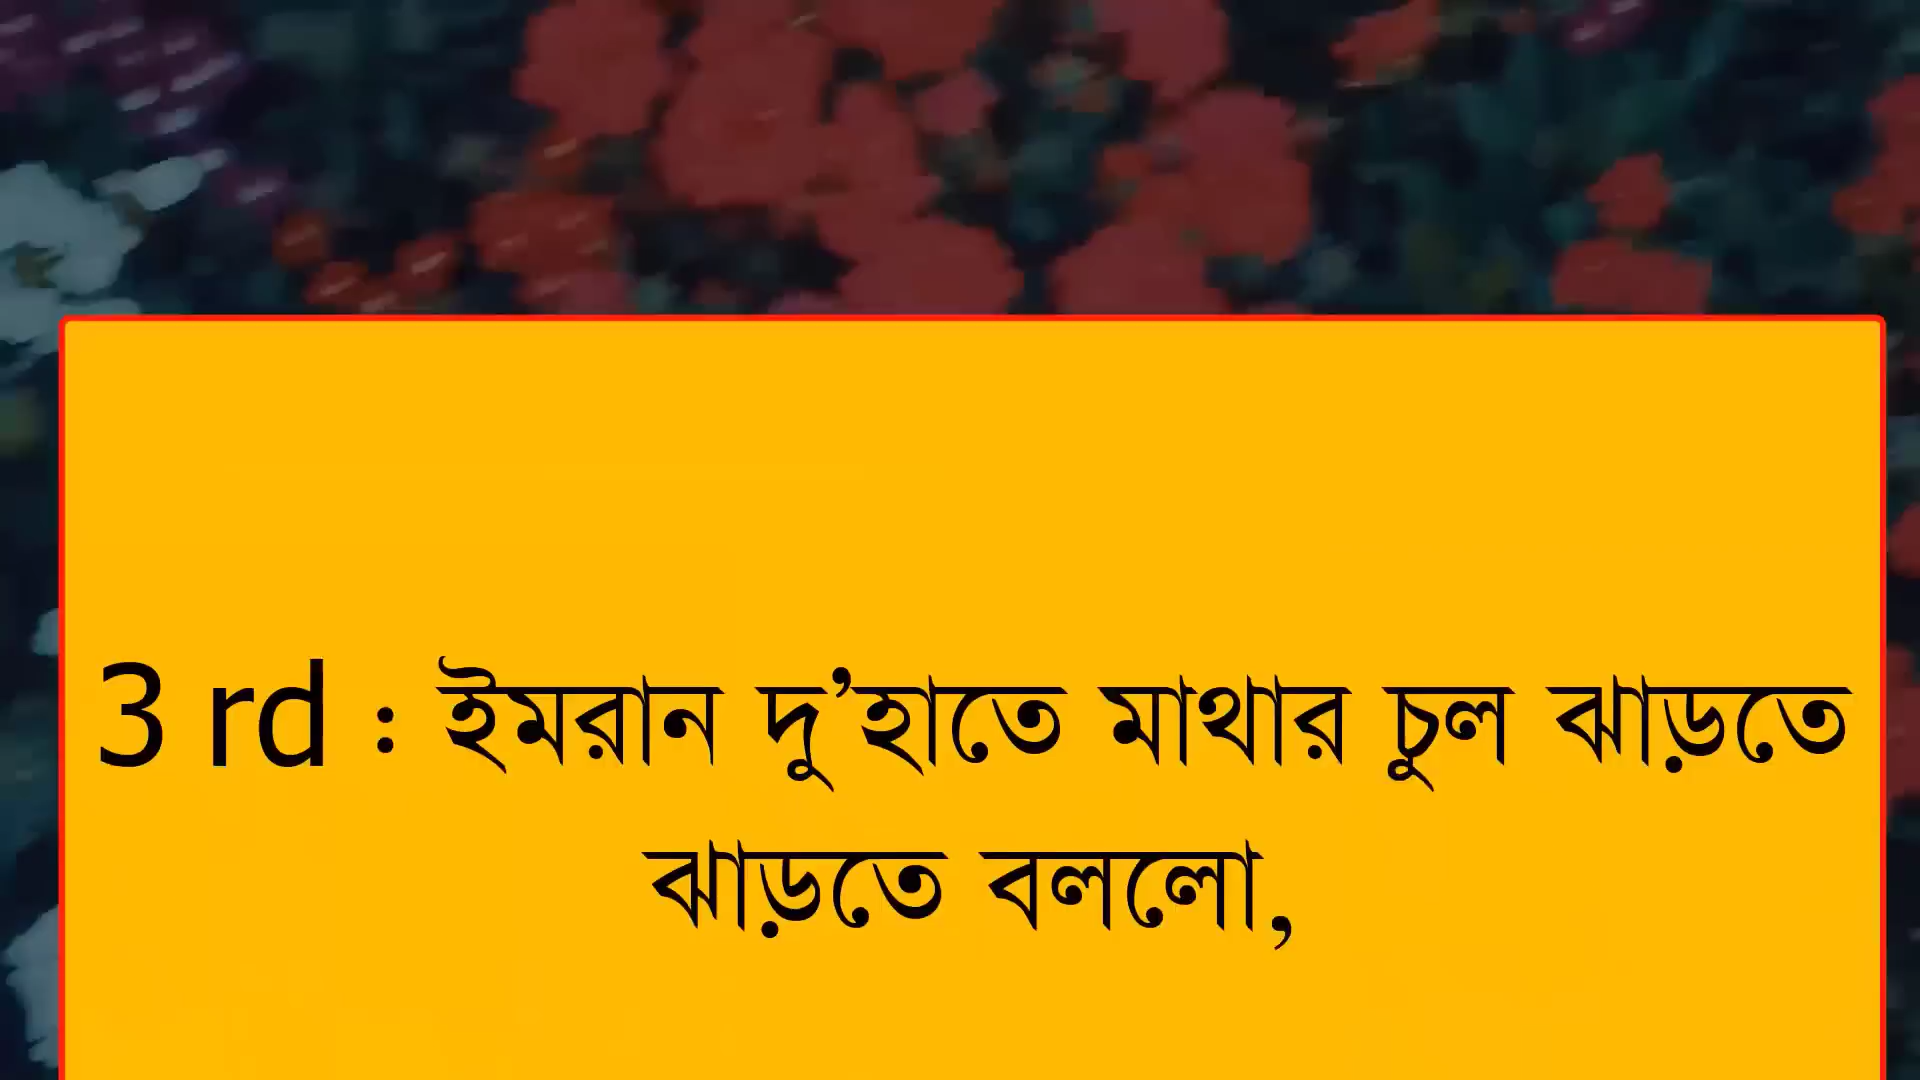 3 rd : ইমরান দু’হাতে মাথার চুল ঝাড়তে
ঝাড়তে বললো,